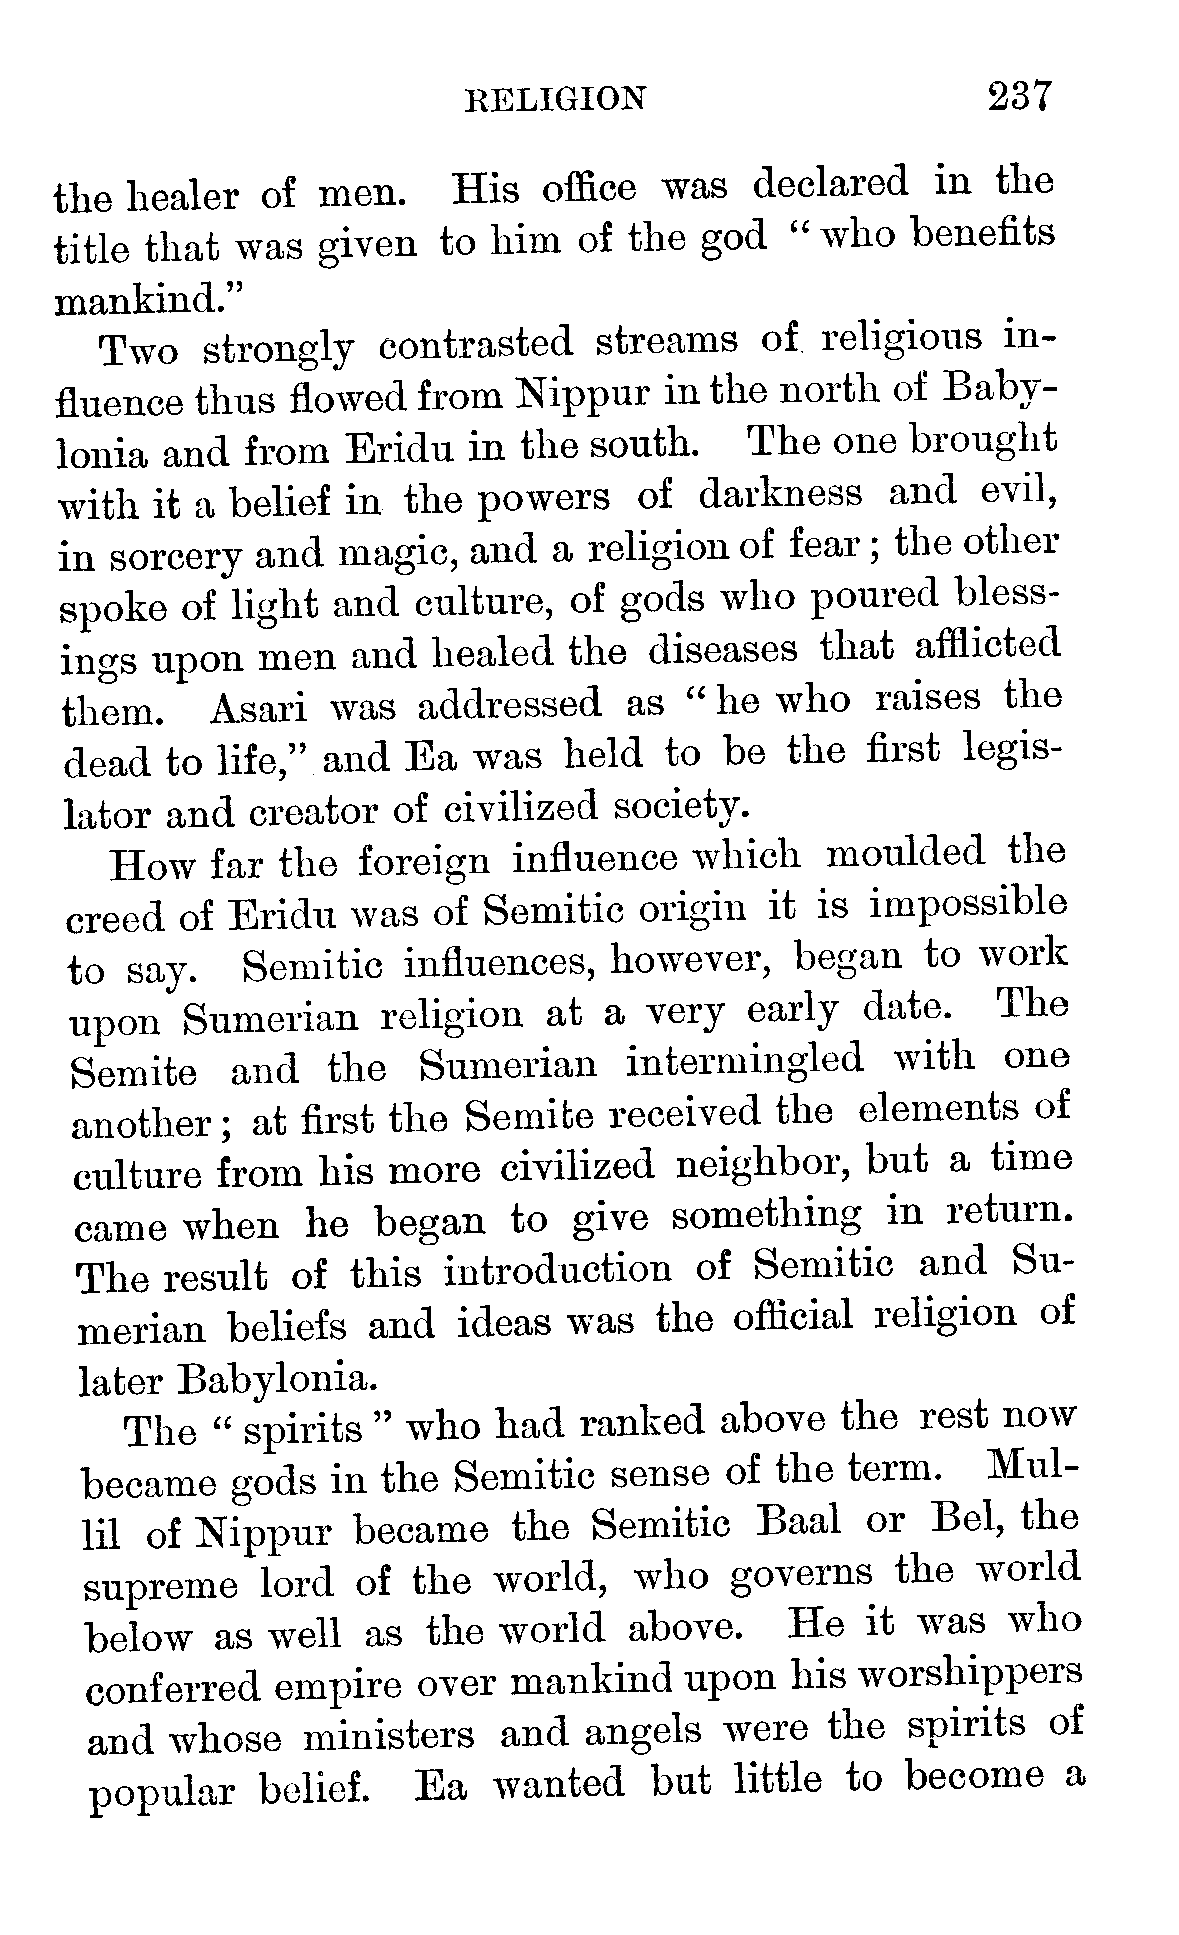 RELIGION 237
the healer of men. His office was declared in the
title that was given to him of the god “ who benefits
mankind.”
Two strongly contrasted streams of religious in-
fluence thus flowed from Nippur in the north of Baby-
lonia and from Eridu in the south. The one brought
with it a belief in the powers of darkness and evil,
in sorcery and magic, and a religion of fear ; the other
spoke of light and culture, of gods who poured bless-
ings upon men and healed the diseases that afflicted
them. Asari was addressed as “ he who raises the
dead to life,” and Ea was held to be the first legis-
lator and creator of civilized society.
How far the foreign influence which moulded the
creed of Eridu was of Semitic origin it is impossible
to say. Semitic influences, however, began to work
upon Sumerian religion at a very early date. The
Semite and the Sumerian intermingled with one
another ; at first the Semite received the elements of
culture from his more civilized neighbor, but a time
came when he began to give something in return.
The result of this introduction of Semitic and Su-
merian beliefs and ideas was the official religion of
later Babylonia.
The “ spirits ” who had ranked above the rest now
became gods in the Semitic sense of the term. Mul-
lil of Nippur became the Semitic Baal or Bel, the
supreme lord of the world, who governs the world
below as well as the world above. He it was who
conferred empire over mankind upon his worshippers
and whose ministers and angels were the spirits of
popular belief. Ea wanted but little to become a